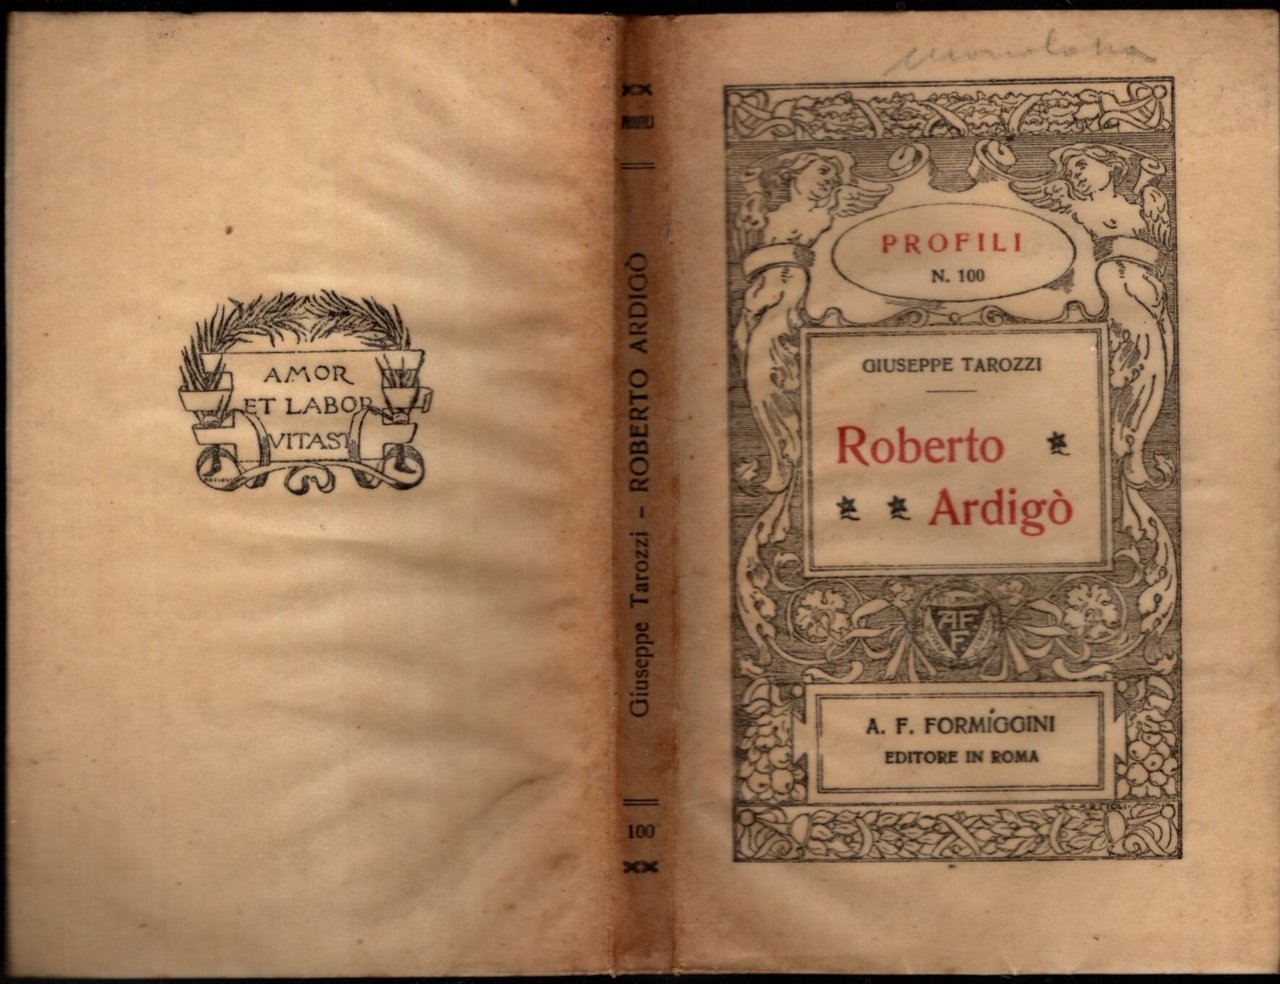 AMOR
ET LABOR
VITAST
PROFILI
Giuseppe Tarozzi – ROBERTO ARDIGÒ
100
PROFILI
N. 100
GIUSEPPE TAROZZI
Roberto
Ardigò
AFF
A. F. FORMÍGGINI
EDITORE IN ROMA